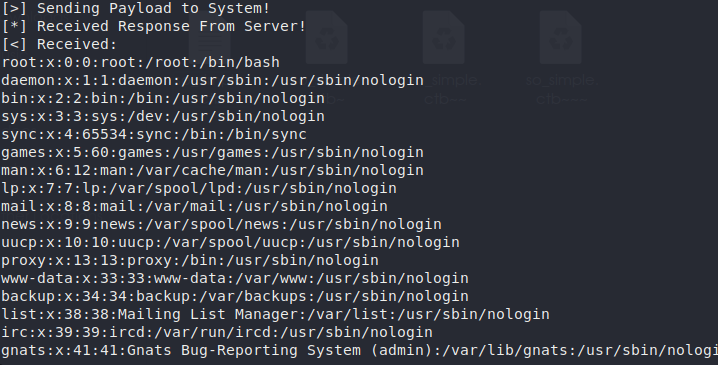 [>] Sending Payload to System!
[*] Received Response From Server!
[<] Received:
root:x:0:0:root:/root:/bin/bash
daemon:x:1:1:daemon:/usr/sbin:/usr/sbin/nologin
bin:x:2:2:bin:/bin:/usr/sbin/nologin
sys:x:3:3:sys:/dev:/usr/sbin/nologin
sync:x:4:65534:sync:/bin:/bin/sync
games:x:5:60:games:/usr/games:/usr/sbin/nologin
man:x:6:12:man:/var/cache/man:/usr/sbin/nologin
lp:x:7:7:lp:/var/spool/lpd:/usr/sbin/nologin
mail:x:8:8:mail:/var/mail:/usr/sbin/nologin
news:x:9:9:news:/var/spool/news:/usr/sbin/nologin
uucp:x:10:10:uucp:/var/spool/uucp:/usr/sbin/nologin
proxy:x:13:13:proxy:/bin:/usr/sbin/nologin
www-data:x:33:33:www-data:/var/www:/usr/sbin/nologin
backup:x:34:34:backup:/var/backups:/usr/sbin/nologin
list:x:38:38:Mailing List Manager:/var/list:/usr/sbin/nologin
irc:x:39:39:ircd:/var/run/ircd:/usr/sbin/nologin
gnats:x:41:41:Gnats Bug-Reporting System (admin):/var/lib/gnats:/usr/sbin/nologi